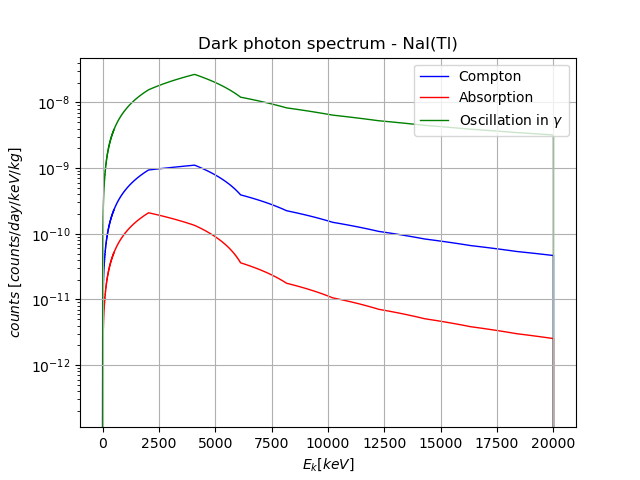 Dark photon spectrum - NaI(Tl)
Compton
Absorption
Oscillation in γ
10⁻⁸
10⁻⁹
10⁻¹⁰
10⁻¹¹
10⁻¹²
counts [counts/day/keV/kg]
0 2500 5000 7500 10000 12500 15000 17500 20000
Eₖ[keV]